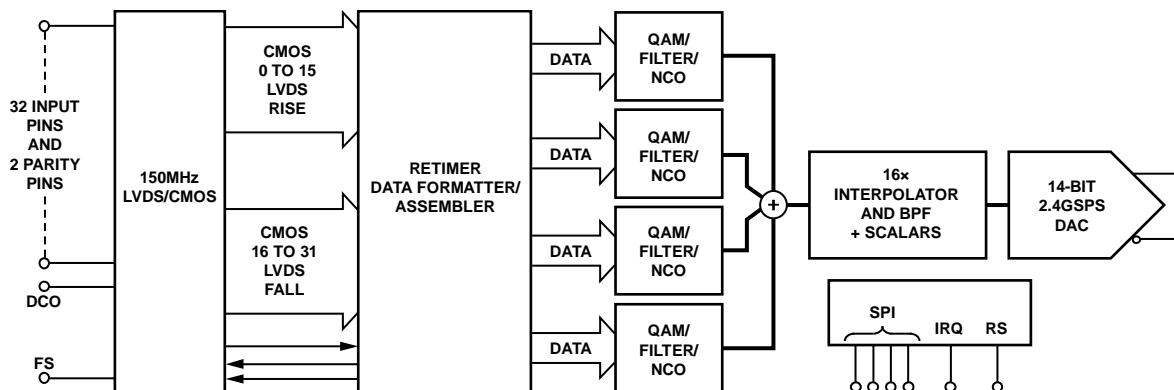 32 INPUT
PINS
AND
2 PARITY
PINS
DCO
FS
150MHz
LVDS/CMOS
CMOS
0 TO 15
LVDS
RISE
CMOS
16 TO 31
LVDS
FALL
RETIMER
DATA FORMATTER/
ASSEMBLER
DATA
DATA
DATA
DATA
QAM/
FILTER/
NCO
QAM/
FILTER/
NCO
QAM/
FILTER/
NCO
QAM/
FILTER/
NCO
+
16×
INTERPOLATOR
AND BPF
+ SCALARS
14-BIT
2.4GSPS
DAC
SPI
IRQ
RS